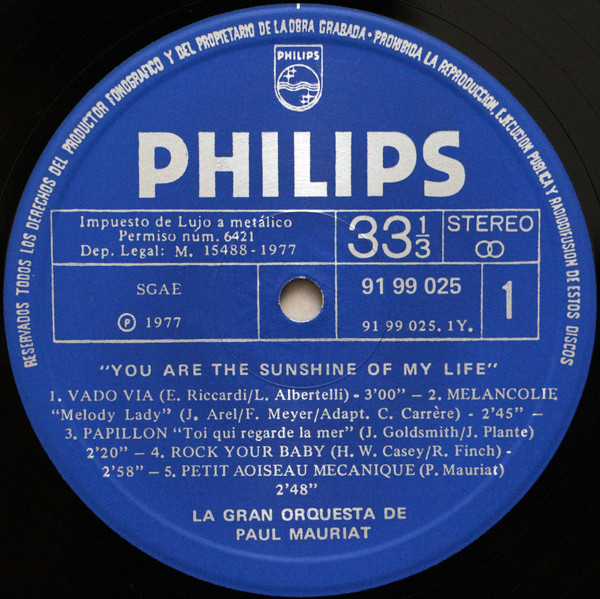 RESERVADOS TODOS LOS DERECHOS DEL PRODUCTOR FONOGRAFICO Y DEL PROPIETARIO DE LA OBRA GRABADA · PROHIBIDA LA REPRODUCCION, EJECUCION PUBLICA Y RADIODIFUSION DE ESTOS DISCOS
PHILIPS
PHILIPS
Impuesto de Lujo a metálico
Permiso núm. 6421
Dep. Legal: M. 15488-1977
33 1/3
STEREO
SGAE
Ⓟ 1977
91 99 025
91 99 025. 1Y.
1
"YOU ARE THE SUNSHINE OF MY LIFE"
1. VADO VIA (E. Riccardi/L. Albertelli) - 3'00" — 2. MELANCOLIE
"Melody Lady" (J. Arel/F. Meyer/Adapt. C. Carrère) - 2'45" —
3. PAPILLON "Toi qui regarde la mer" (J. Goldsmith/J. Plante)
2'20" — 4. ROCK YOUR BABY (H. W. Casey/R. Finch) -
2'58" — 5. PETIT AOISEAU MECANIQUE (P. Mauriat)
2'48"
LA GRAN ORQUESTA DE
PAUL MAURIAT